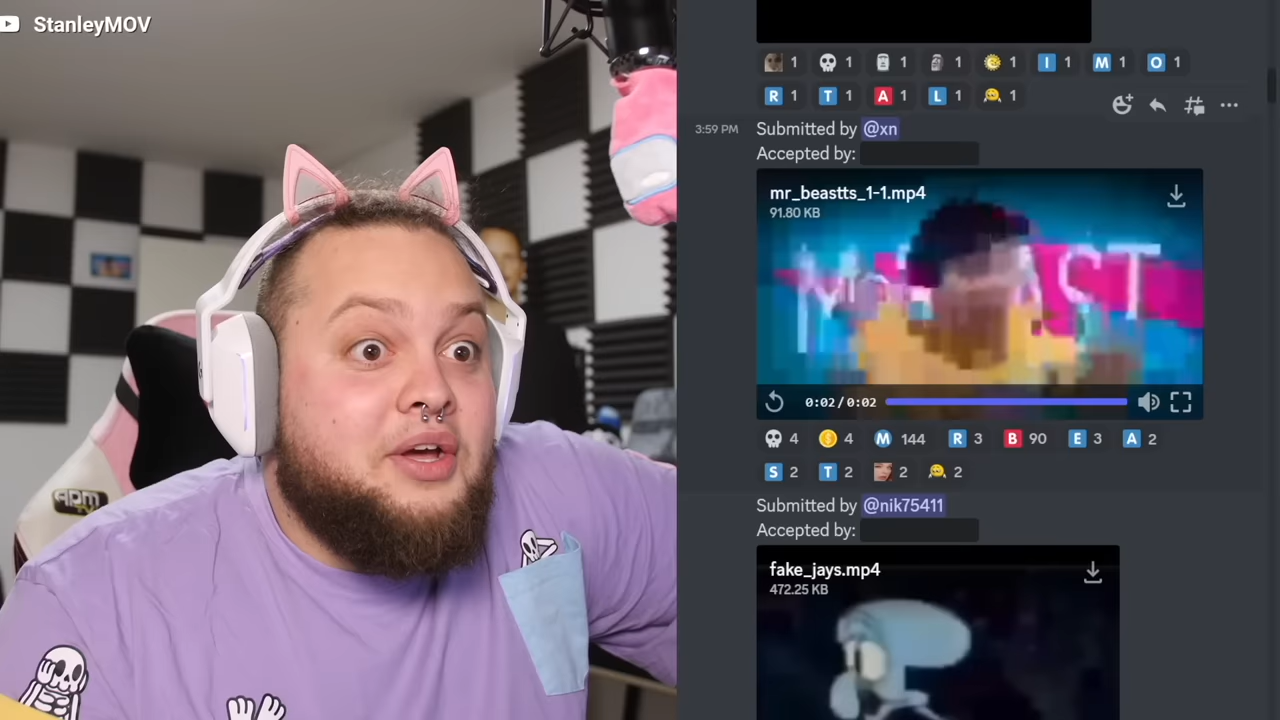 StanleyMOV
1 1 1 1 1 I 1 M 1 O 1
R 1 T 1 A 1 L 1 1
3:59 PM Submitted by @xn
Accepted by:
mr_beastts_1-1.mp4
91.80 KB
0:02/0:02
4 4 M 144 R 3 B 90 E 3 A 2
S 2 T 2 2 2
Submitted by @nik75411
Accepted by:
fake_jays.mp4
472.25 KB